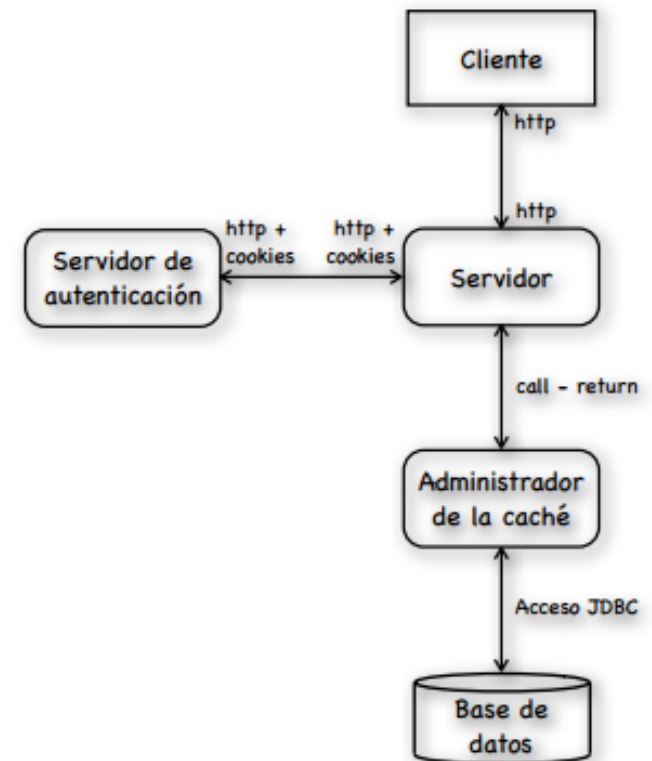 Cliente
http
http
http +
cookies
http +
cookies
Servidor de
autenticación
Servidor
call - return
Administrador
de la caché
Acceso JDBC
Base de
datos